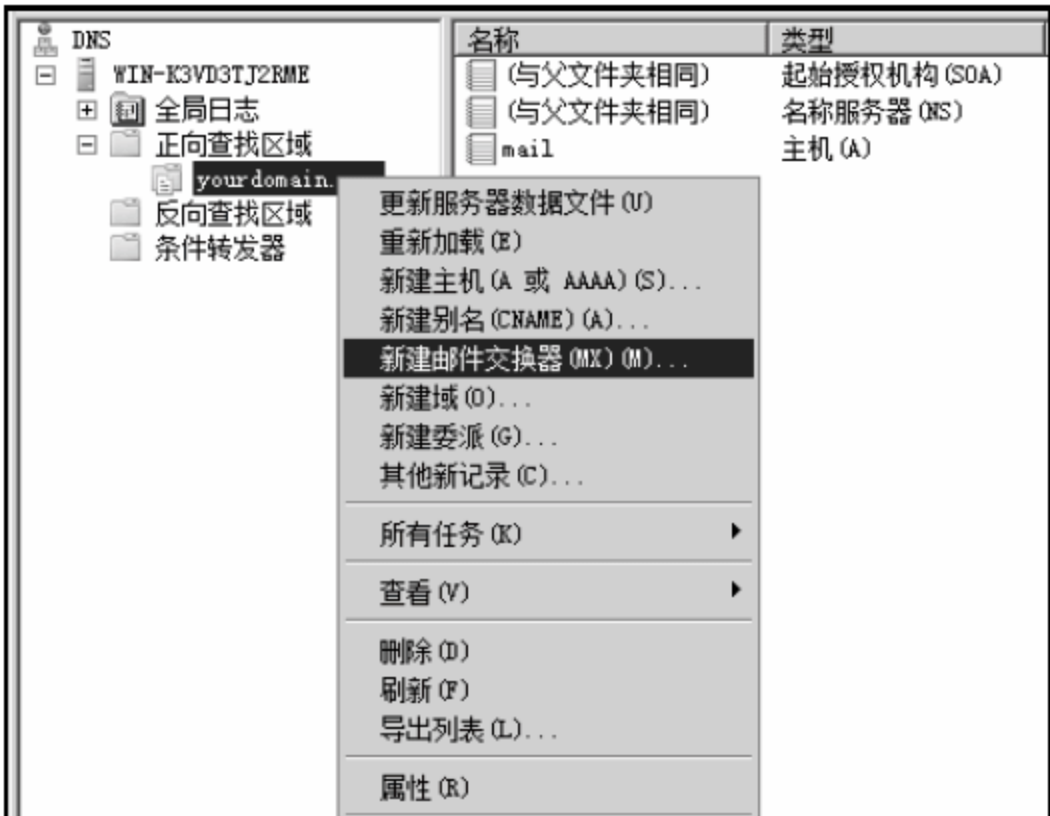 DNS
WIN-K3VD3TJ2RME
全局日志
正向查找区域
yourdomain.
反向查找区域
条件转发器
名称 类型
(与父文件夹相同) 起始授权机构(SOA)
(与父文件夹相同) 名称服务器(NS)
mail 主机(A)
更新服务器数据文件(U)
重新加载(E)
新建主机(A 或 AAAA)(S)...
新建别名(CNAME)(A)...
新建邮件交换器(MX)(M)...
新建域(O)...
新建委派(G)...
其他新记录(C)...
所有任务(K)
查看(V)
删除(D)
刷新(F)
导出列表(L)...
属性(R)